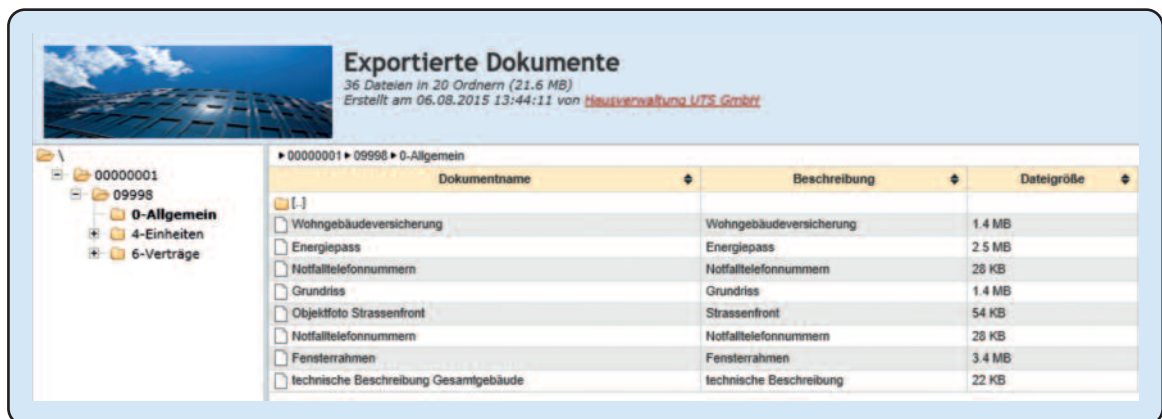 Exportierte Dokumente
36 Dateien in 20 Ordnern (21.6 MB)
Erstellt am 06.08.2015 13:44:11 von Hausverwaltung UTS GmbH
\
00000001
09998
0-Allgemein
4-Einheiten
6-Verträge
00000001 09998 0-Allgemein
Dokumentname Beschreibung Dateigröße
[..]
Wohngebäudeversicherung Wohngebäudeversicherung 1.4 MB
Energiepass Energiepass 2.5 MB
Notfalltelefonnummern Notfalltelefonnummern 28 KB
Grundriss Grundriss 1.4 MB
Objektfoto Strassenfront Strassenfront 54 KB
Notfalltelefonnummern Notfalltelefonnummern 28 KB
Fensterrahmen Fensterrahmen 3.4 MB
technische Beschreibung Gesamtgebäude technische Beschreibung 22 KB